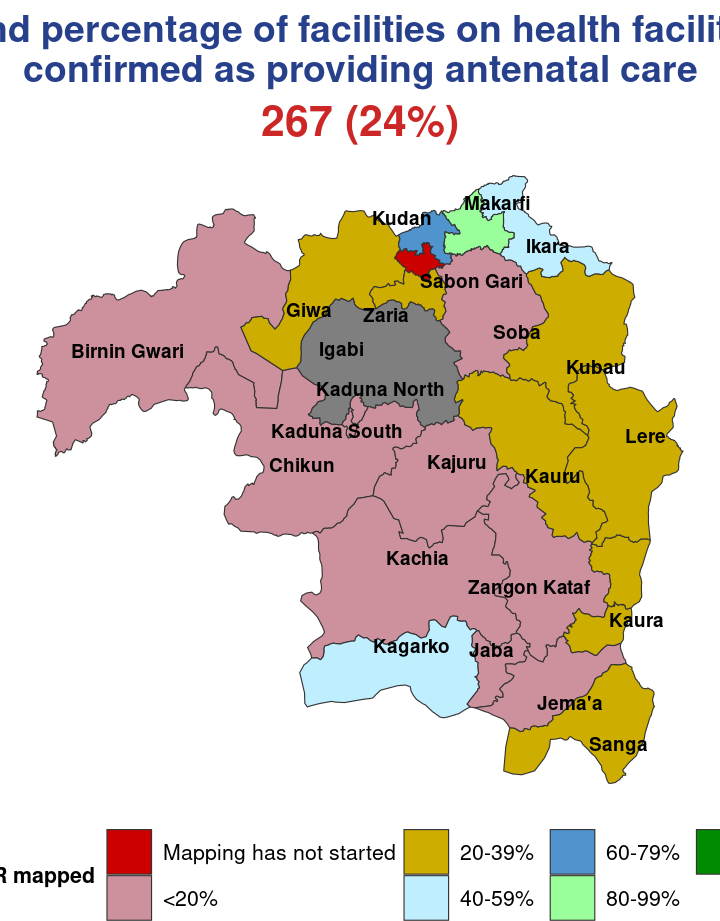 nd percentage of facilities on health facilit
confirmed as providing antenatal care
267 (24%)
Makarfi
Kudan
Ikara
Sabon Gari
Giwa
Zaria
Soba
Birnin Gwari
Igabi
Kubau
Kaduna North
Kaduna South
Lere
Chikun
Kajuru
Kauru
Kachia
Zangon Kataf
Kaura
Kagarko
Jaba
Jema'a
Sanga
R mapped
Mapping has not started
<20%
20-39%
40-59%
60-79%
80-99%